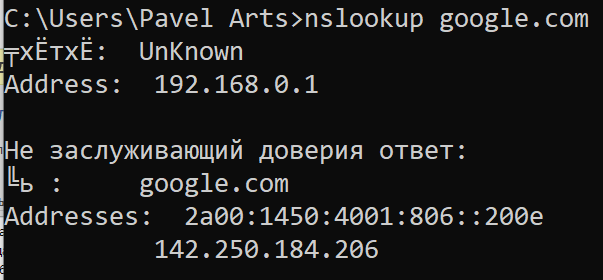 C:\Users\Pavel Arts>nslookup google.com
╤хЁтхЁ:  UnKnown
Address:  192.168.0.1

Не заслуживающий доверия ответ:
╚ь :     google.com
Addresses:  2a00:1450:4001:806::200e
          142.250.184.206